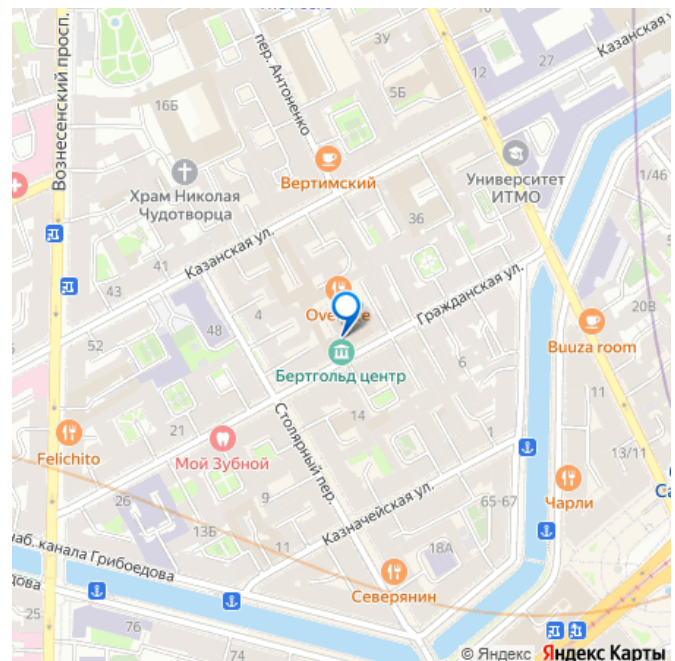 Вознесенский просп.
16Б
пер. Антоненко
3У
5Б
12
27
Казанская у
Вертимский
Храм Николая
Чудотворца
Университет
ИТМО
1/46
36
Казанская ул.
41
43
48
4
Гражданская ул.
20В
Buuza room
52
Бертгольд центр
6
11
21
14
Столярный пер.
Felichito
Мой Зубной
13/11
Чарли
26
9
65-67
13Б
11
Казначейская ул.
18А
наб. канала Грибоедова
Северянин
25
76
74
© Яндекс Яндекс Карты